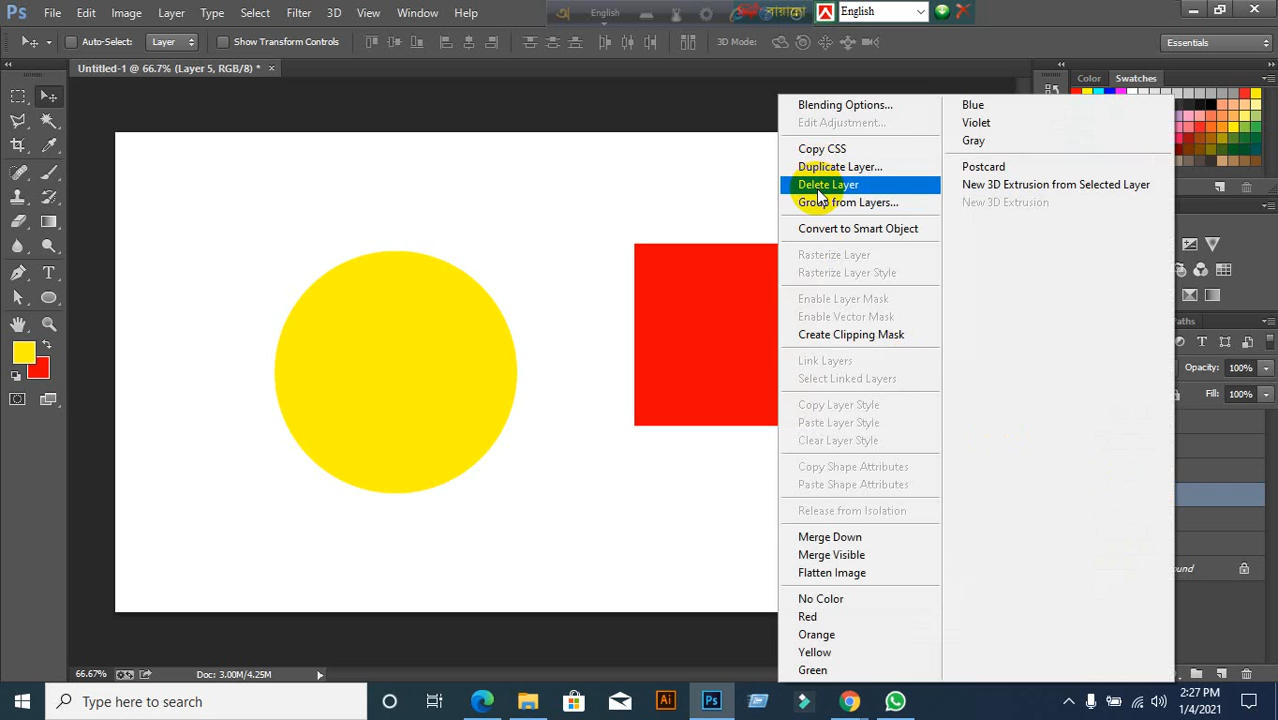 Ps File Edit Image Layer Type Select Filter 3D View Window Help English English
Auto-Select: Layer Show Transform Controls 3D Mode: Essentials
Untitled-1 @ 66.7% (Layer 5, RGB/8) * × Color Swatches
Blending Options... Blue
Edit Adjustment... Violet
Gray
Copy CSS
Duplicate Layer... Postcard
Delete Layer New 3D Extrusion from Selected Layer
Group from Layers... New 3D Extrusion
Convert to Smart Object
Rasterize Layer
Rasterize Layer Style
Enable Layer Mask
Enable Vector Mask
Create Clipping Mask
Link Layers
Select Linked Layers
Opacity: 100%
Fill: 100%
Copy Layer Style
Paste Layer Style
Clear Layer Style
Copy Shape Attributes
Paste Shape Attributes
Release from Isolation
Merge Down
Merge Visible
Flatten Image
No Color
Red
Orange
Yellow
Green
66.67% Doc: 3.00M/4.25M
Type here to search Ai Ps 2:27 PM
1/4/2021